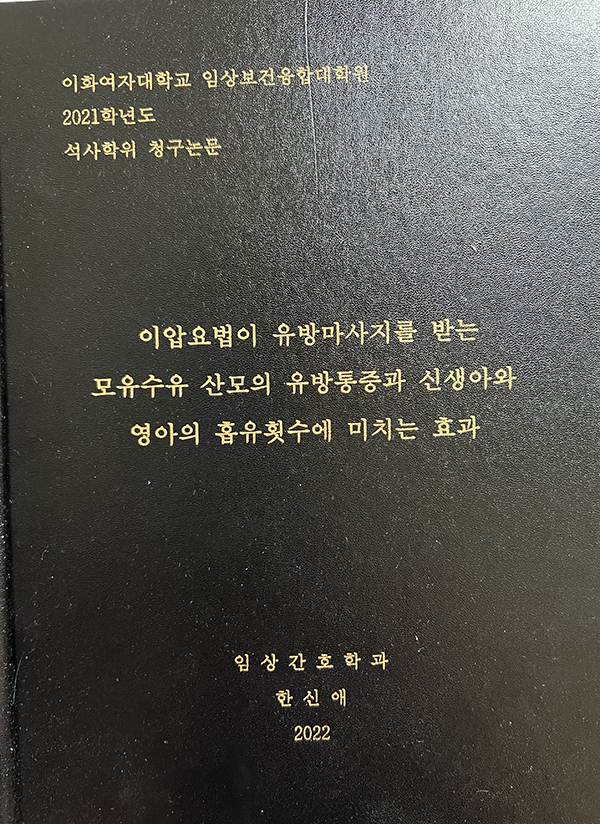 이화여자대학교 임상보건융합대학원
2021학년도
석사학위 청구논문
이압요법이 유방마사지를 받는
모유수유 산모의 유방통증과 신생아와
영아의 흡유횟수에 미치는 효과
임상간호학과
한신애
2022